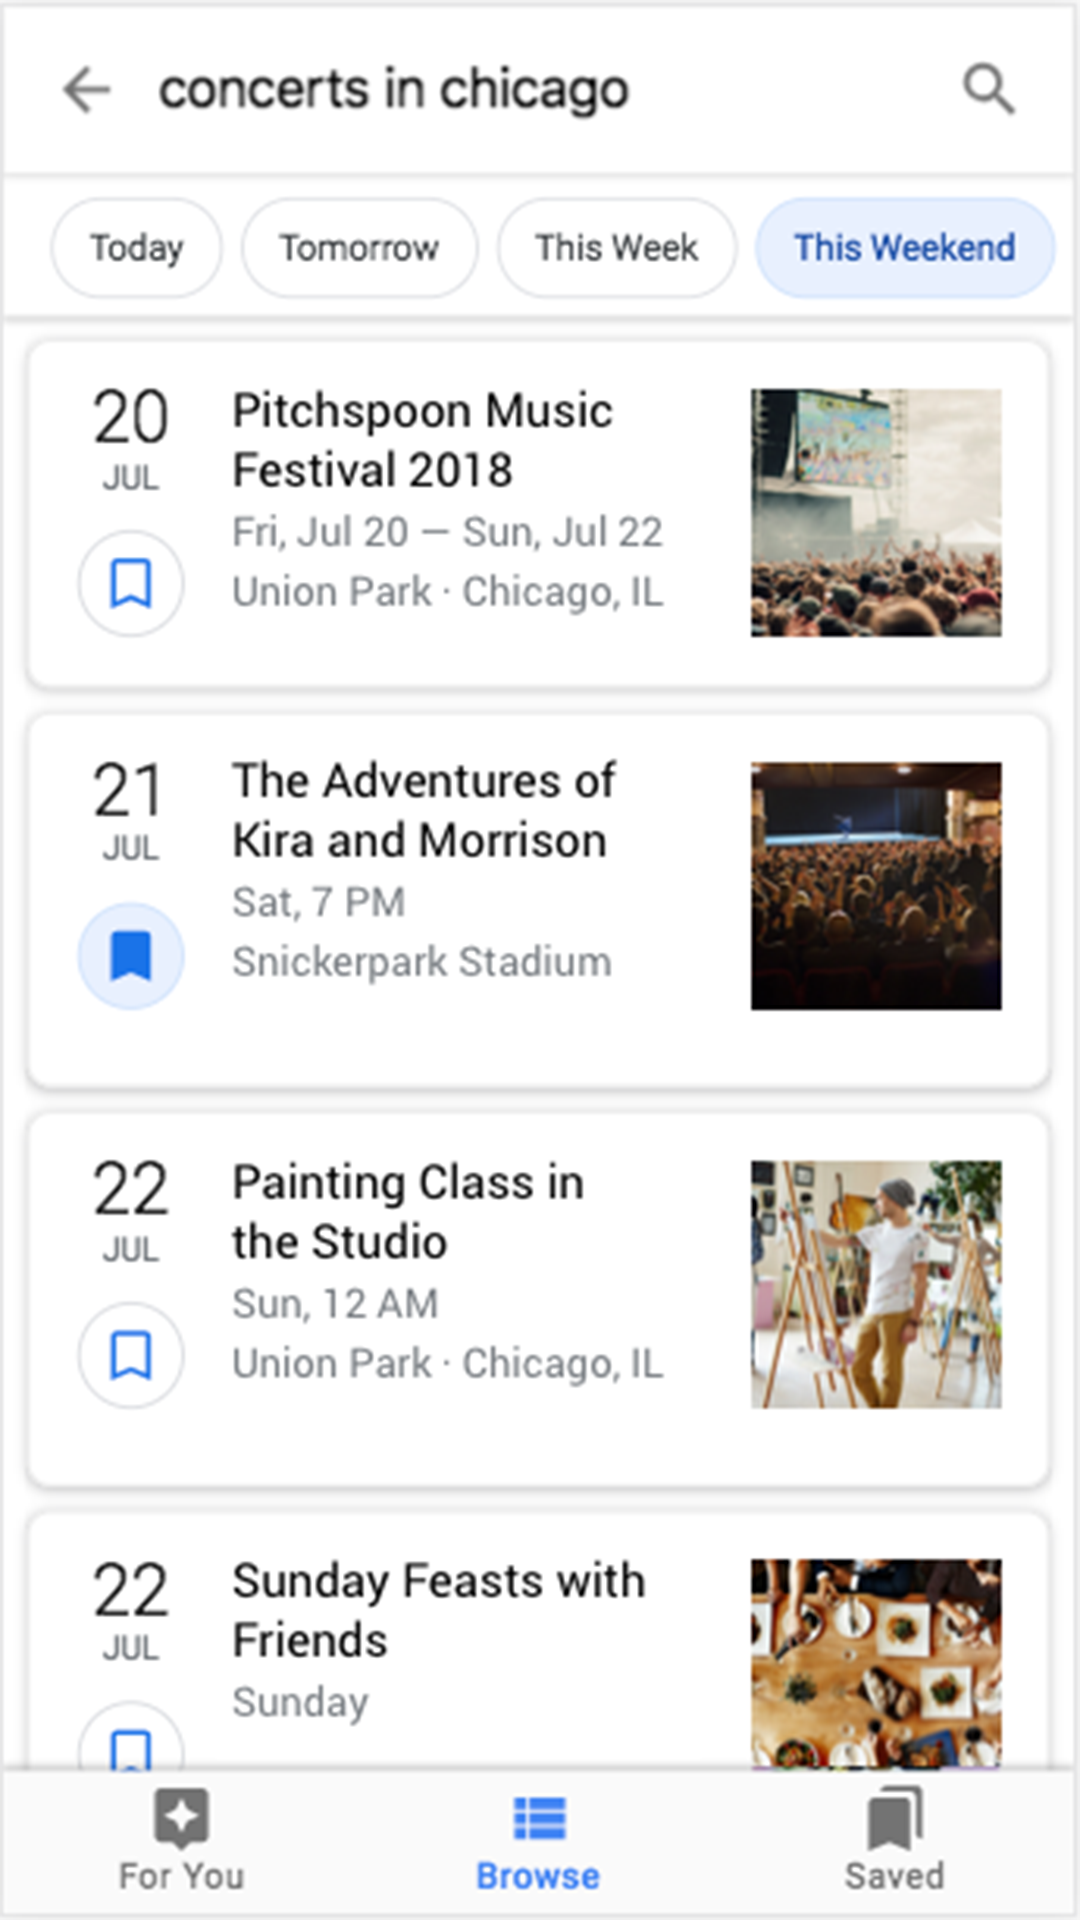 concerts in chicago
Today
Tomorrow
This Week
This Weekend
20
JUL
Pitchspoon Music
Festival 2018
Fri, Jul 20 — Sun, Jul 22
Union Park · Chicago, IL
21
JUL
The Adventures of
Kira and Morrison
Sat, 7 PM
Snickerpark Stadium
22
JUL
Painting Class in
the Studio
Sun, 12 AM
Union Park · Chicago, IL
22
JUL
Sunday Feasts with
Friends
Sunday
For You
Browse
Saved